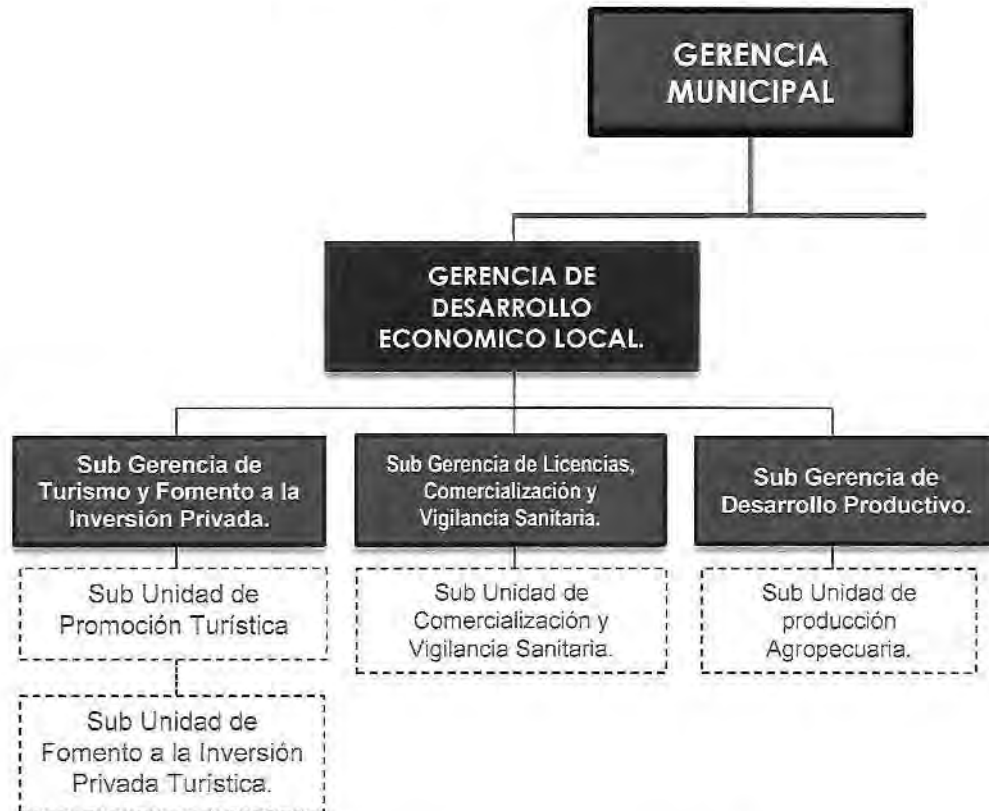 GERENCIA
MUNICIPAL
GERENCIA DE
DESARROLLO
ECONOMICO LOCAL.
Sub Gerencia de
Turismo y Fomento a la
Inversión Privada.
Sub Gerencia de Licencias,
Comercialización y
Vigilancia Sanitaria.
Sub Gerencia de
Desarrollo Productivo.
Sub Unidad de
Promoción Turística
Sub Unidad de
Comercialización y
Vigilancia Sanitaria.
Sub Unidad de
producción
Agropecuaria.
Sub Unidad de
Fomento a la Inversión
Privada Turística.